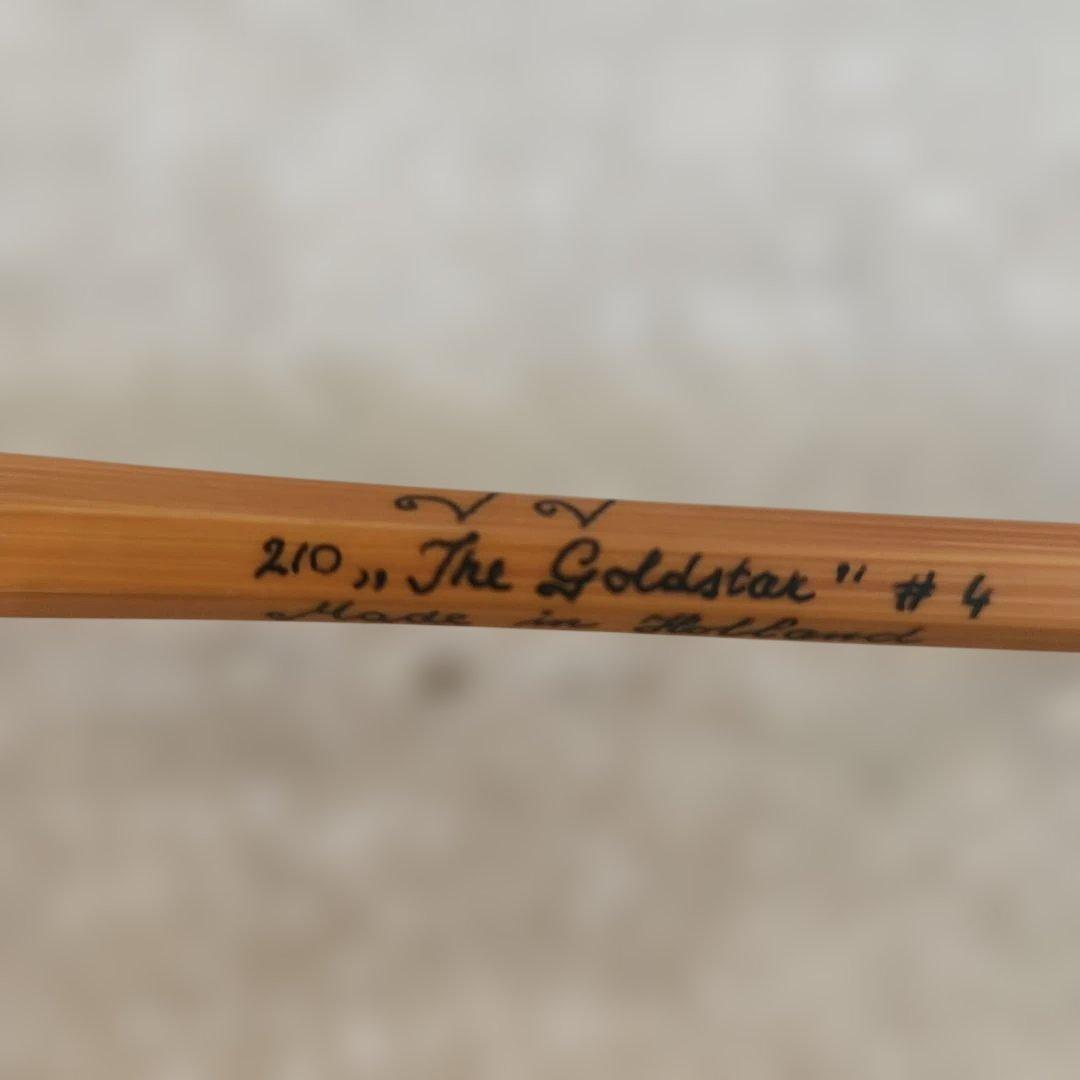 210 „The Goldstar" # 4
Made in Holland